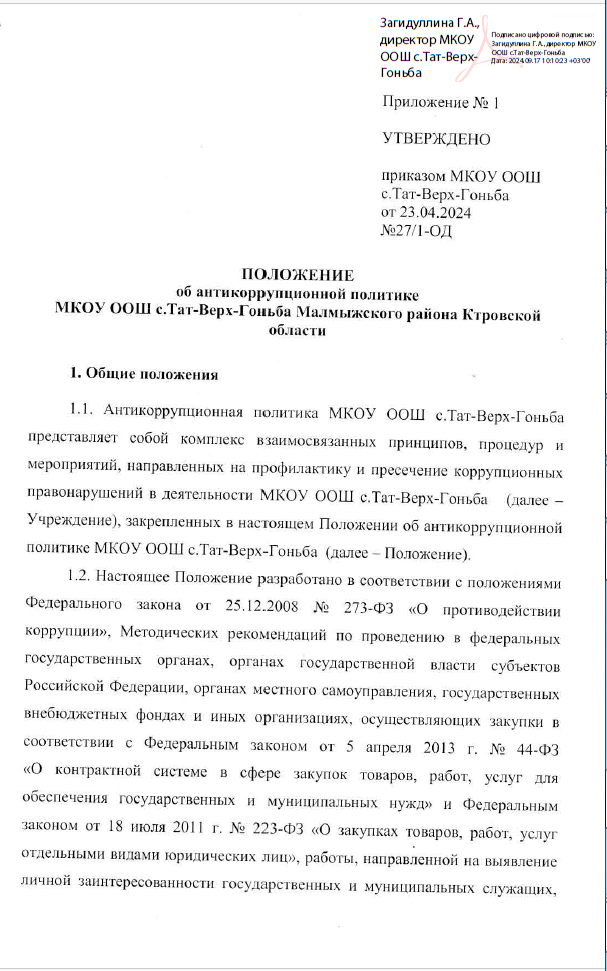 Загидуллина Г.А.,
директор МКОУ
ООШ с.Тат-Верх-
Гоньба
Подписано цифровой подписью:
Загидуллина Г.А., директор МКОУ
ООШ с.Тат-Верх-Гоньба
Дата: 2024.09.17 10:10:23 +03'00'
Приложение № 1
УТВЕРЖДЕНО
приказом МКОУ ООШ
с.Тат-Верх-Гоньба
от 23.04.2024
№27/1-ОД
ПОЛОЖЕНИЕ
об антикоррупционной политике
МКОУ ООШ с.Тат-Верх-Гоньба Малмыжского района Ктровской
области
1. Общие положения
1.1. Антикоррупционная политика МКОУ ООШ с.Тат-Верх-Гоньба
представляет собой комплекс взаимосвязанных принципов, процедур и
мероприятий, направленных на профилактику и пресечение коррупционных
правонарушений в деятельности МКОУ ООШ с.Тат-Верх-Гоньба (далее –
Учреждение), закрепленных в настоящем Положении об антикоррупционной
политике МКОУ ООШ с.Тат-Верх-Гоньба (далее – Положение).
1.2. Настоящее Положение разработано в соответствии с положениями
Федерального закона от 25.12.2008 № 273-ФЗ «О противодействии
коррупции», Методических рекомендаций по проведению в федеральных
государственных органах, органах государственной власти субъектов
Российской Федерации, органах местного самоуправления, государственных
внебюджетных фондах и иных организациях, осуществляющих закупки в
соответствии с Федеральным законом от 5 апреля 2013 г. № 44-ФЗ
«О контрактной системе в сфере закупок товаров, работ, услуг для
обеспечения государственных и муниципальных нужд» и Федеральным
законом от 18 июля 2011 г. № 223-ФЗ «О закупках товаров, работ, услуг
отдельными видами юридических лиц», работы, направленной на выявление
личной заинтересованности государственных и муниципальных служащих,